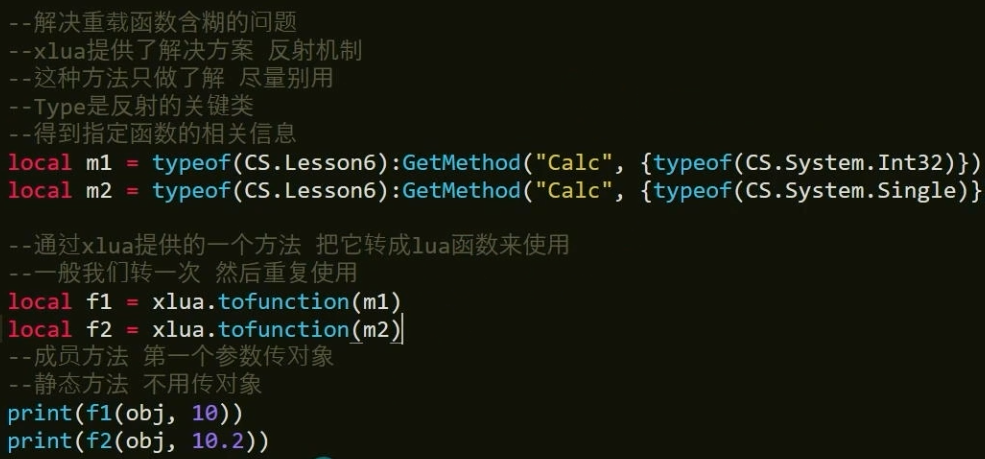 --解决重载函数含糊的问题
--xlua提供了解决方案 反射机制
--这种方法只做了解 尽量别用
--Type是反射的关键类
--得到指定函数的相关信息
local m1 = typeof(CS.Lesson6):GetMethod("Calc", {typeof(CS.System.Int32)})
local m2 = typeof(CS.Lesson6):GetMethod("Calc", {typeof(CS.System.Single)}
--通过xlua提供的一个方法 把它转成lua函数来使用
--一般我们转一次 然后重复使用
local f1 = xlua.tofunction(m1)
local f2 = xlua.tofunction(m2)
--成员方法 第一个参数传对象
--静态方法 不用传对象
print(f1(obj, 10))
print(f2(obj, 10.2))